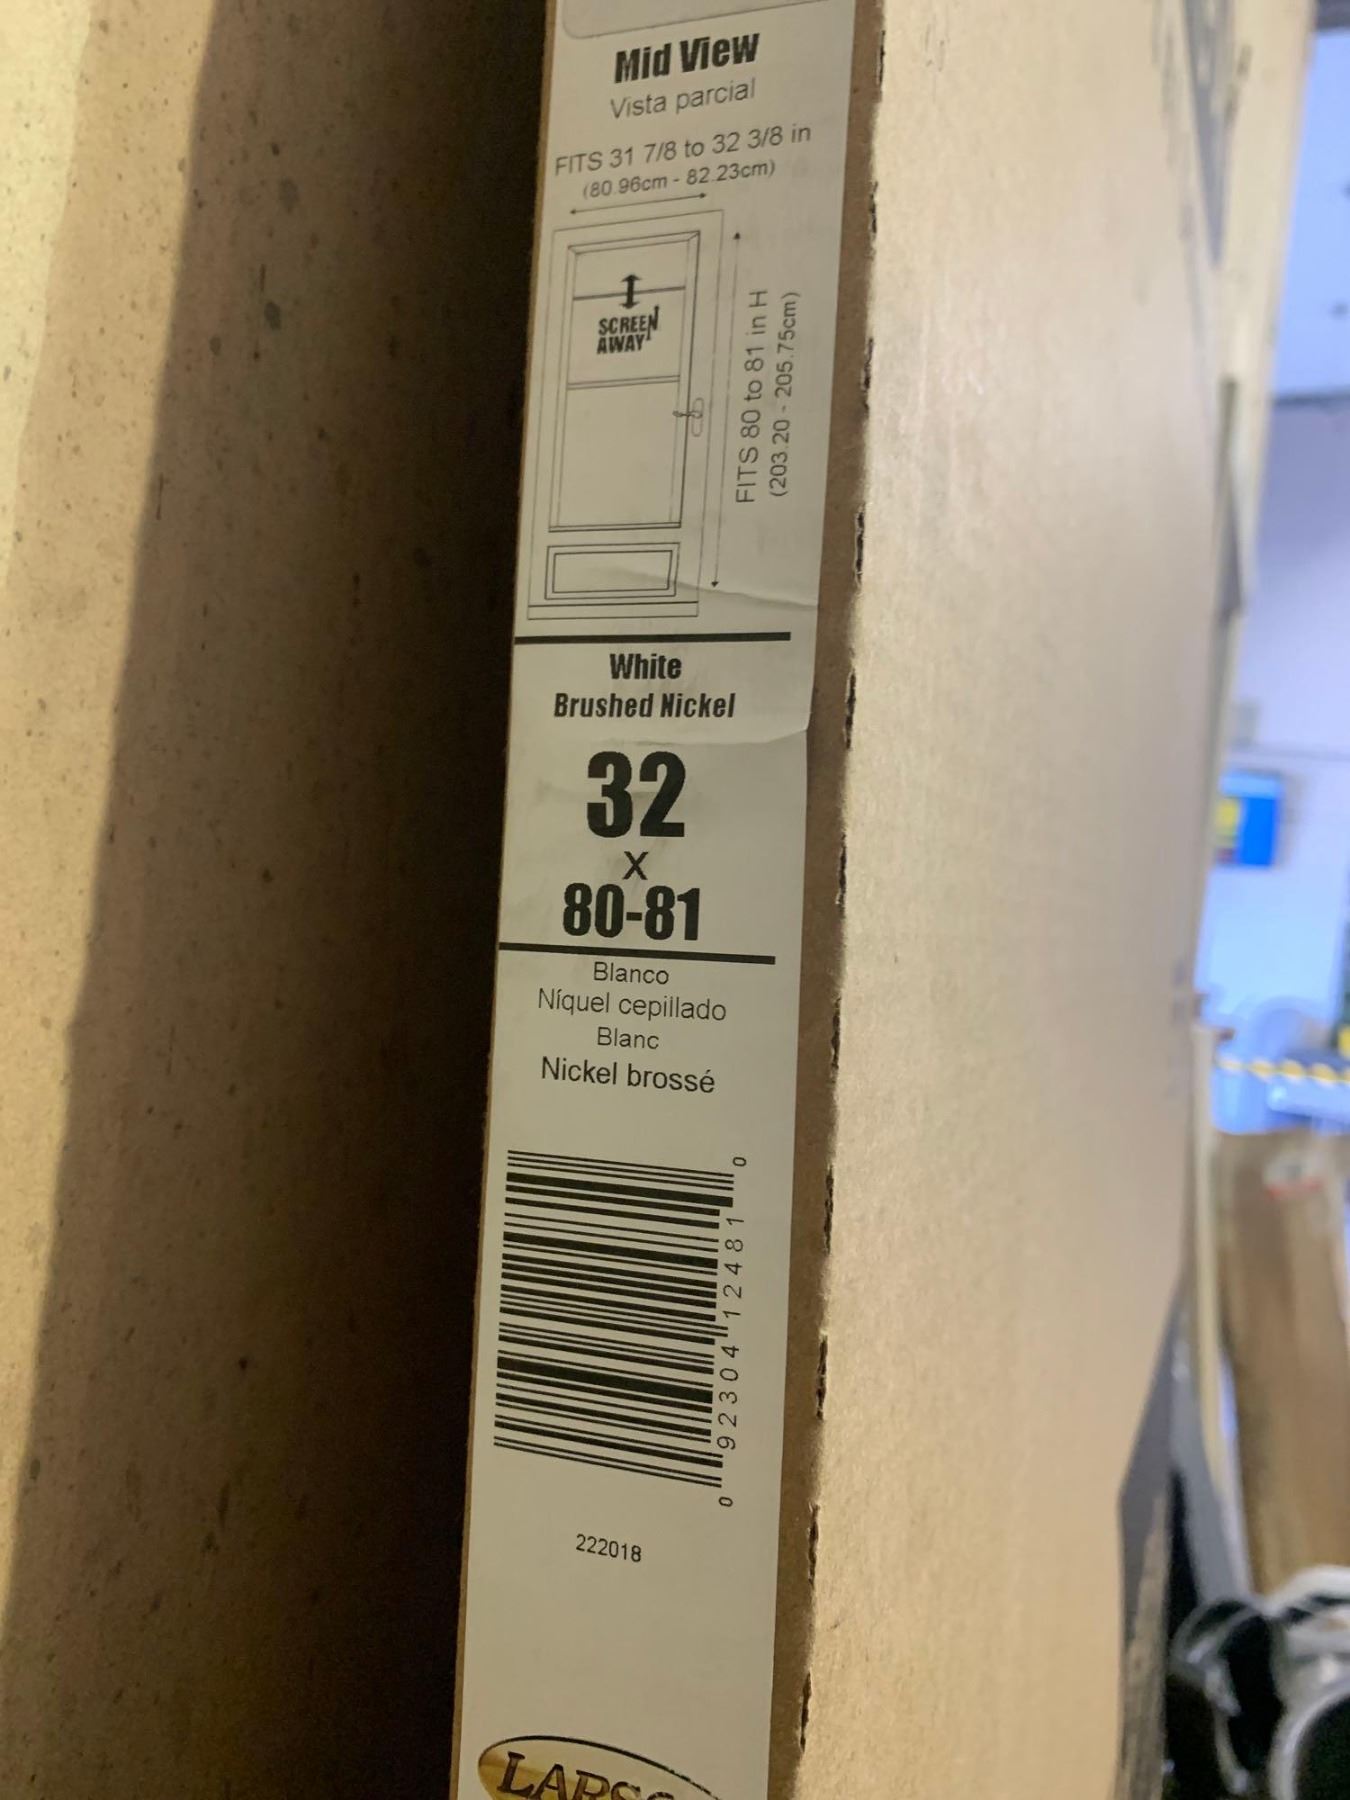 Mid View
Vista parcial
FITS 31 7/8 to 32 3/8 in
(80.96cm - 82.23cm)
SCREEN
AWAY
FITS 80 to 81 in H
(203.20 - 205.75cm)
White
Brushed Nickel
32
x
80-81
Blanco
Níquel cepillado
Blanc
Nickel brossé
0 92304 12481 0
222018